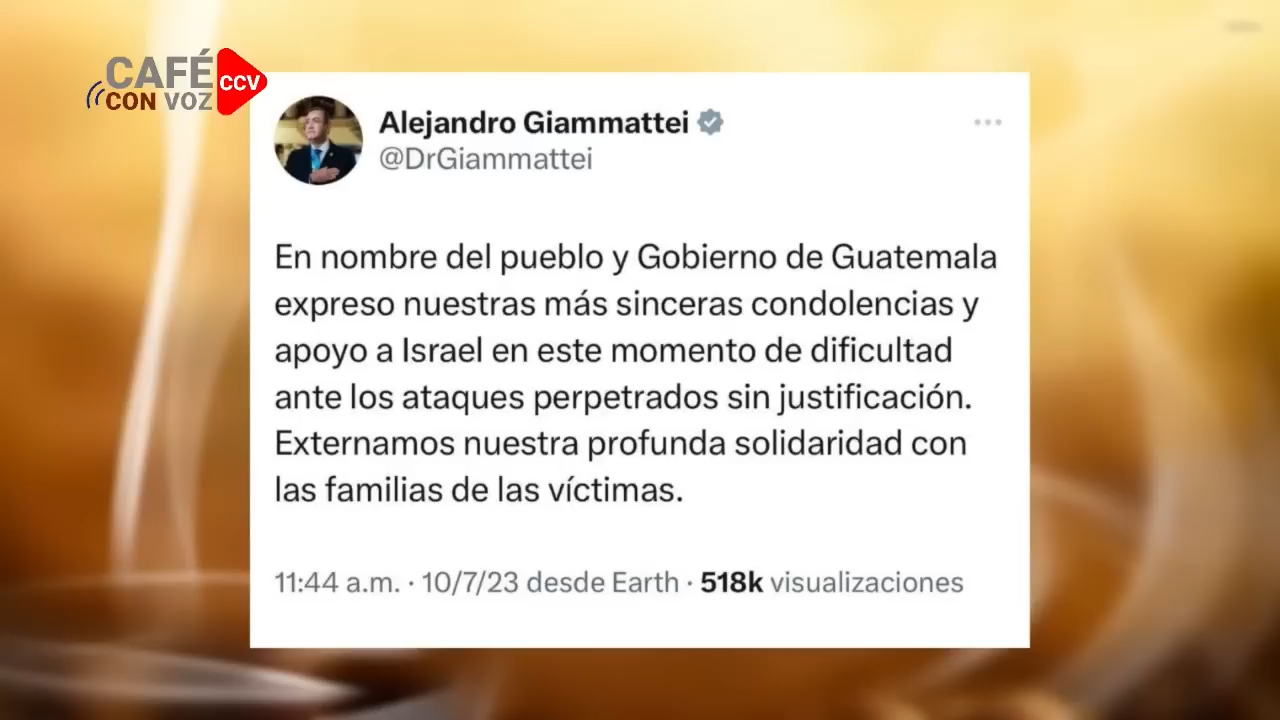 CAFÉ
CON VOZ
CCV
Alejandro Giammattei
@DrGiammattei
En nombre del pueblo y Gobierno de Guatemala
expreso nuestras más sinceras condolencias y
apoyo a Israel en este momento de dificultad
ante los ataques perpetrados sin justificación.
Externamos nuestra profunda solidaridad con
las familias de las víctimas.
11:44 a.m. · 10/7/23 desde Earth · 518k visualizaciones